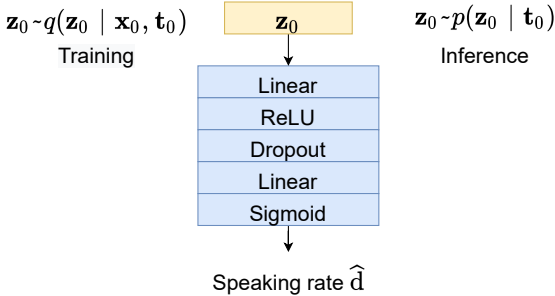 z₀~q(z₀ | x₀, t₀)
Training
z₀
z₀~p(z₀ | t₀)
Inference
Linear
ReLU
Dropout
Linear
Sigmoid
Speaking rate d̂